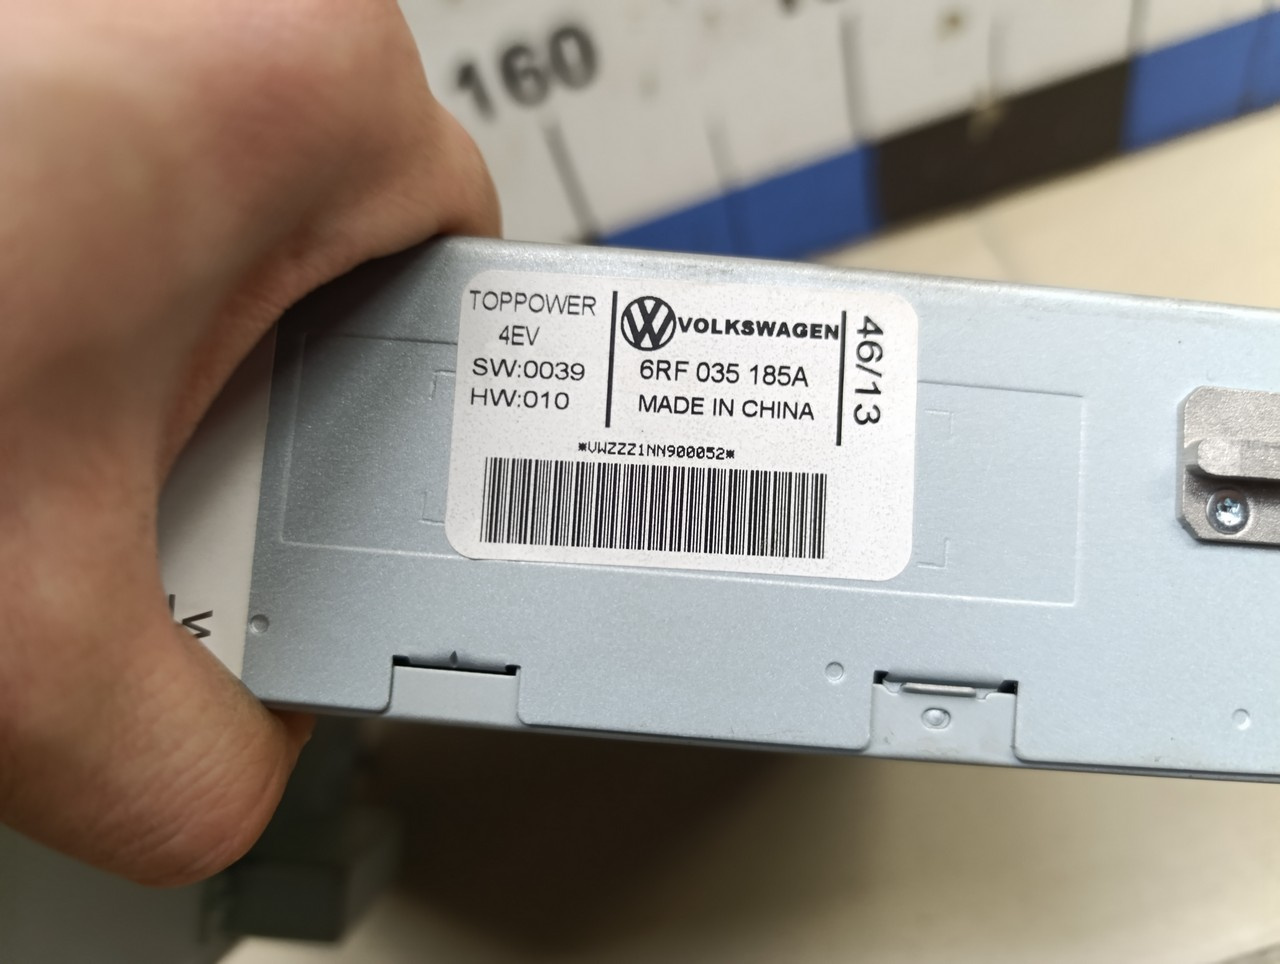 160
TOPPOWER
4EV
SW:0039
HW:010
VOLKSWAGEN
6RF 035 185A
MADE IN CHINA
46/13
*VWZZZ1NN900052*